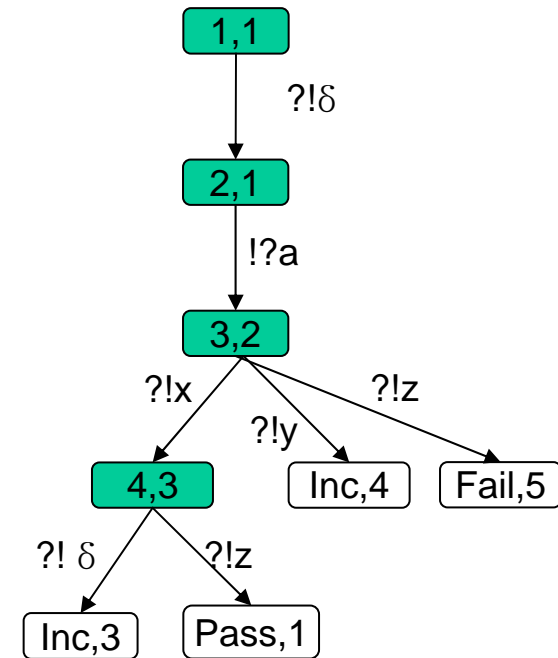 1,1
?!δ
2,1
!?a
3,2
?!x
?!y
?!z
4,3
Inc,4
Fail,5
?! δ
?!z
Inc,3
Pass,1